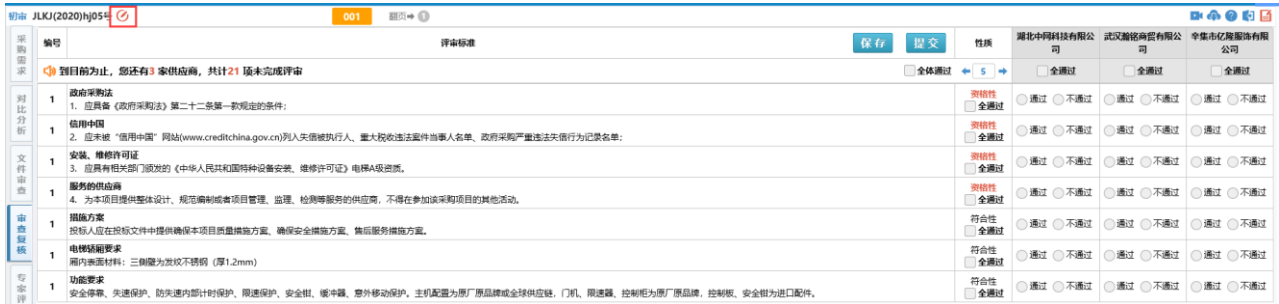 初审 JLKJ(2020)hj05号 001 翻页➡ 1
采购需求
对比分析
文件审查
审查复核
专家评
编号 评审标准 保存 提交 性质 湖北中网科技有限公司 武汉瀚铭商贸有限公司 辛集市亿隆服饰有限公司
到目前为止，您还有3 家供应商，共计21 项未完成评审 全体通过 5 全通过 全通过 全通过
1 政府采购法 资格性
1. 应具备《政府采购法》第二十二条第一款规定的条件; 全通过 通过 不通过 通过 不通过 通过 不通过
1 信用中国 资格性
2. 应未被“信用中国”网站(www.creditchina.gov.cn)列入失信被执行人、重大税收违法案件当事人名单、政府采购严重违法失信行为记录名单; 全通过 通过 不通过 通过 不通过 通过 不通过
1 安装、维修许可证 资格性
3. 应具有相关部门颁发的《中华人民共和国特种设备安装、维修许可证》电梯A级资质。 全通过 通过 不通过 通过 不通过 通过 不通过
1 服务的供应商 资格性
4. 为本项目提供整体设计、规范编制或者项目管理、监理、检测等服务的供应商，不得在参加该采购项目的其他活动。 全通过 通过 不通过 通过 不通过 通过 不通过
1 措施方案 符合性
投标人应在投标文件中提供确保本项目质量措施方案、确保安全措施方案、售后服务措施方案。 全通过 通过 不通过 通过 不通过 通过 不通过
1 电梯轿厢要求 符合性
厢内表面材料：三侧壁为发纹不锈钢（厚1.2mm） 全通过 通过 不通过 通过 不通过 通过 不通过
1 功能要求 符合性
安全停靠、失速保护、防失速内部计时保护、限速保护、安全钳、缓冲器、意外移动保护。主机配置为原厂原品牌或全球供应链，门机、限速器、控制柜为原厂原品牌，控制板、安全钳为进口配件。 全通过 通过 不通过 通过 不通过 通过 不通过